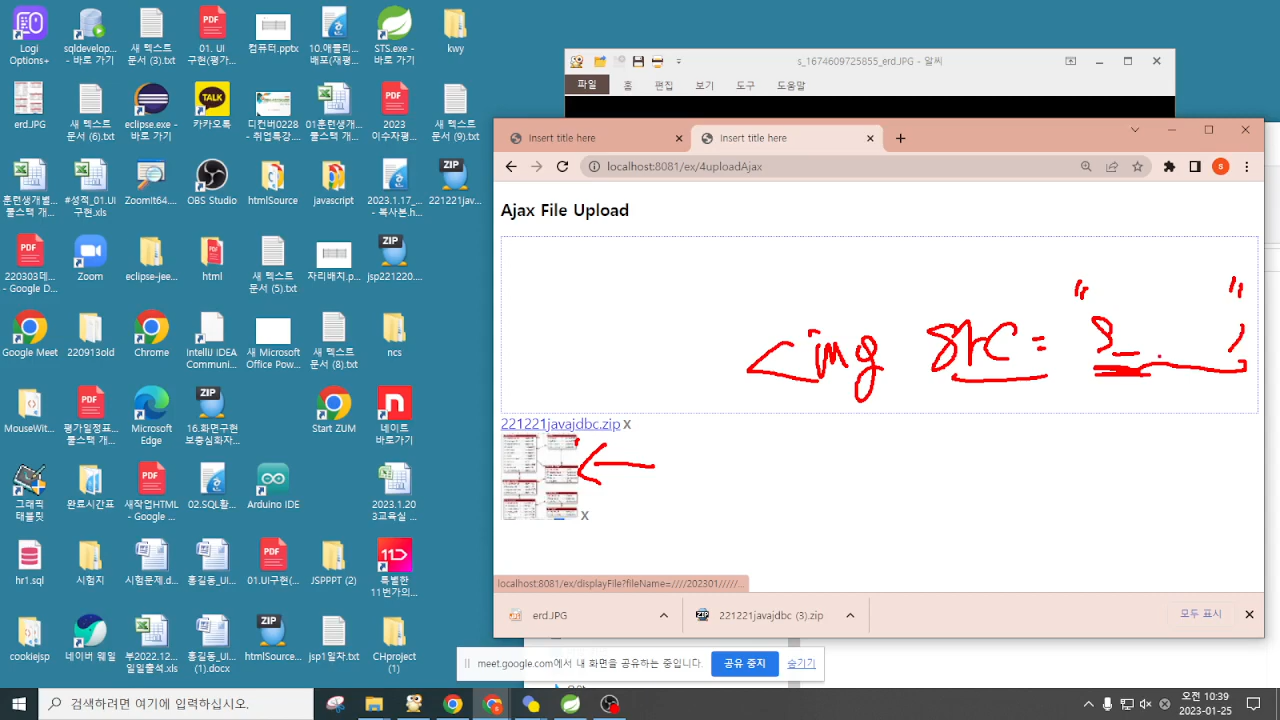 Logi
Options+
sqldevelop...
- 바로 가기
새 텍스트
문서 (3).txt
01. UI
구현(평가...
컴퓨터.pptx
10.애플리...
배포(재평...
STS.exe -
바로 가기
kwy
erd.JPG
새 텍스트
문서 (6).txt
eclipse.exe -
바로 가기
TALK
카카오톡
디컨버0228
- 취업특강....
01훈련생개...
풀스택 개...
2023
이수자평...
새 텍스트
문서 (9).txt
훈련생개별...
풀스택 개...
#성적_01.UI
구현.xls
ZoomIt64....
OBS Studio
htmlSource
javascript
2023.1.17_...
- 복사본.h...
221221jav...
220303데...
- Google D...
Zoom
eclipse-jee...
html
새 텍스트
문서 (5).txt
자리배치.p...
jsp221220...
Google Meet
220913old
Chrome
IntelliJ IDEA
Communi...
새 Microsoft
Office Pow...
새 텍스트
문서 (8).txt
ncs
MouseWit...
평가일정표...
풀스택 개...
Microsoft
Edge
16.화면구현
보충심화자...
Start ZUM
네이트
바로가기
그래픽
태블릿
완료시간표
새작업HTML
- Google ...
02.SQL활...
Arduino IDE
2023.1.20
3교육실 ...
hr1.sql
시험지
시험문제.d...
홍길동_UI...
01.UI구현(...
JSPPPT (2)
특별한
11번가의...
cookiejsp
네이버 웨일
부2022.12...
일일출석.xls
홍길동_UI...
(1).docx
htmlSource...
jsp1일자.txt
CHproject
(1)
s_1674609725855_erd.JPG - 알씨
파일 홈 편집 보기 도구 도움말
Insert title here
Insert title here
localhost:8081/ex/4uploadAjax
Ajax File Upload
<img src= "s_ "
221221javajdbc.zip x
x
localhost:8081/ex/displayFile?fileName=////202301/////...
erd.JPG
221221javajdbc (3).zip
모두 표시
meet.google.com에서 내 화면을 공유하는 중입니다.
공유 중지
숨기기
검색하려면 여기에 입력하십시오.
오전 10:39
2023-01-25